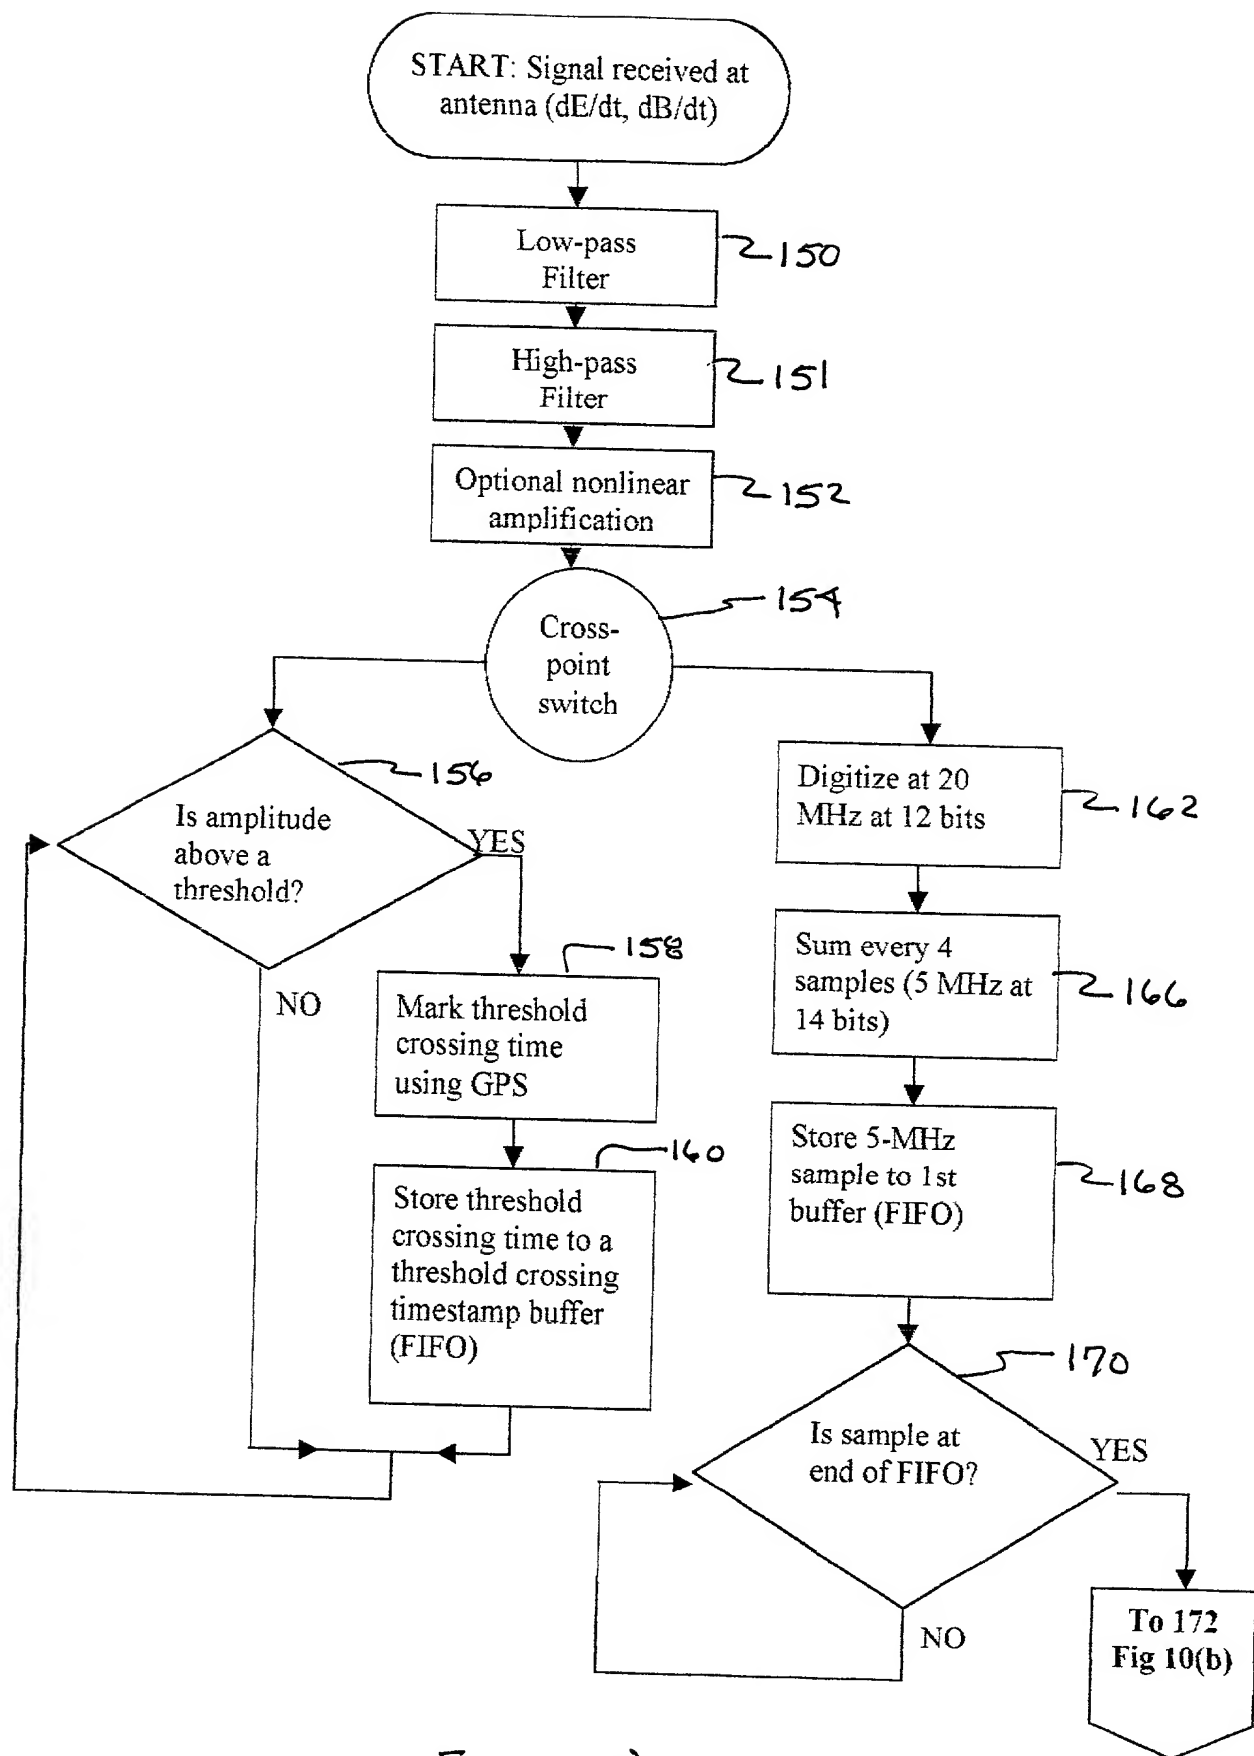 START: Signal received at
antenna (dE/dt, dB/dt)
Low-pass
Filter
150
High-pass
Filter
151
Optional nonlinear
amplification
152
Cross-
point
switch
154
Is amplitude
above a
threshold?
156
YES
NO
158
Mark threshold
crossing time
using GPS
160
Store threshold
crossing time to a
threshold crossing
timestamp buffer
(FIFO)
Digitize at 20
MHz at 12 bits
162
Sum every 4
samples (5 MHz at
14 bits)
166
Store 5-MHz
sample to 1st
buffer (FIFO)
168
170
Is sample at
end of FIFO?
YES
NO
To 172
Fig 10(b)